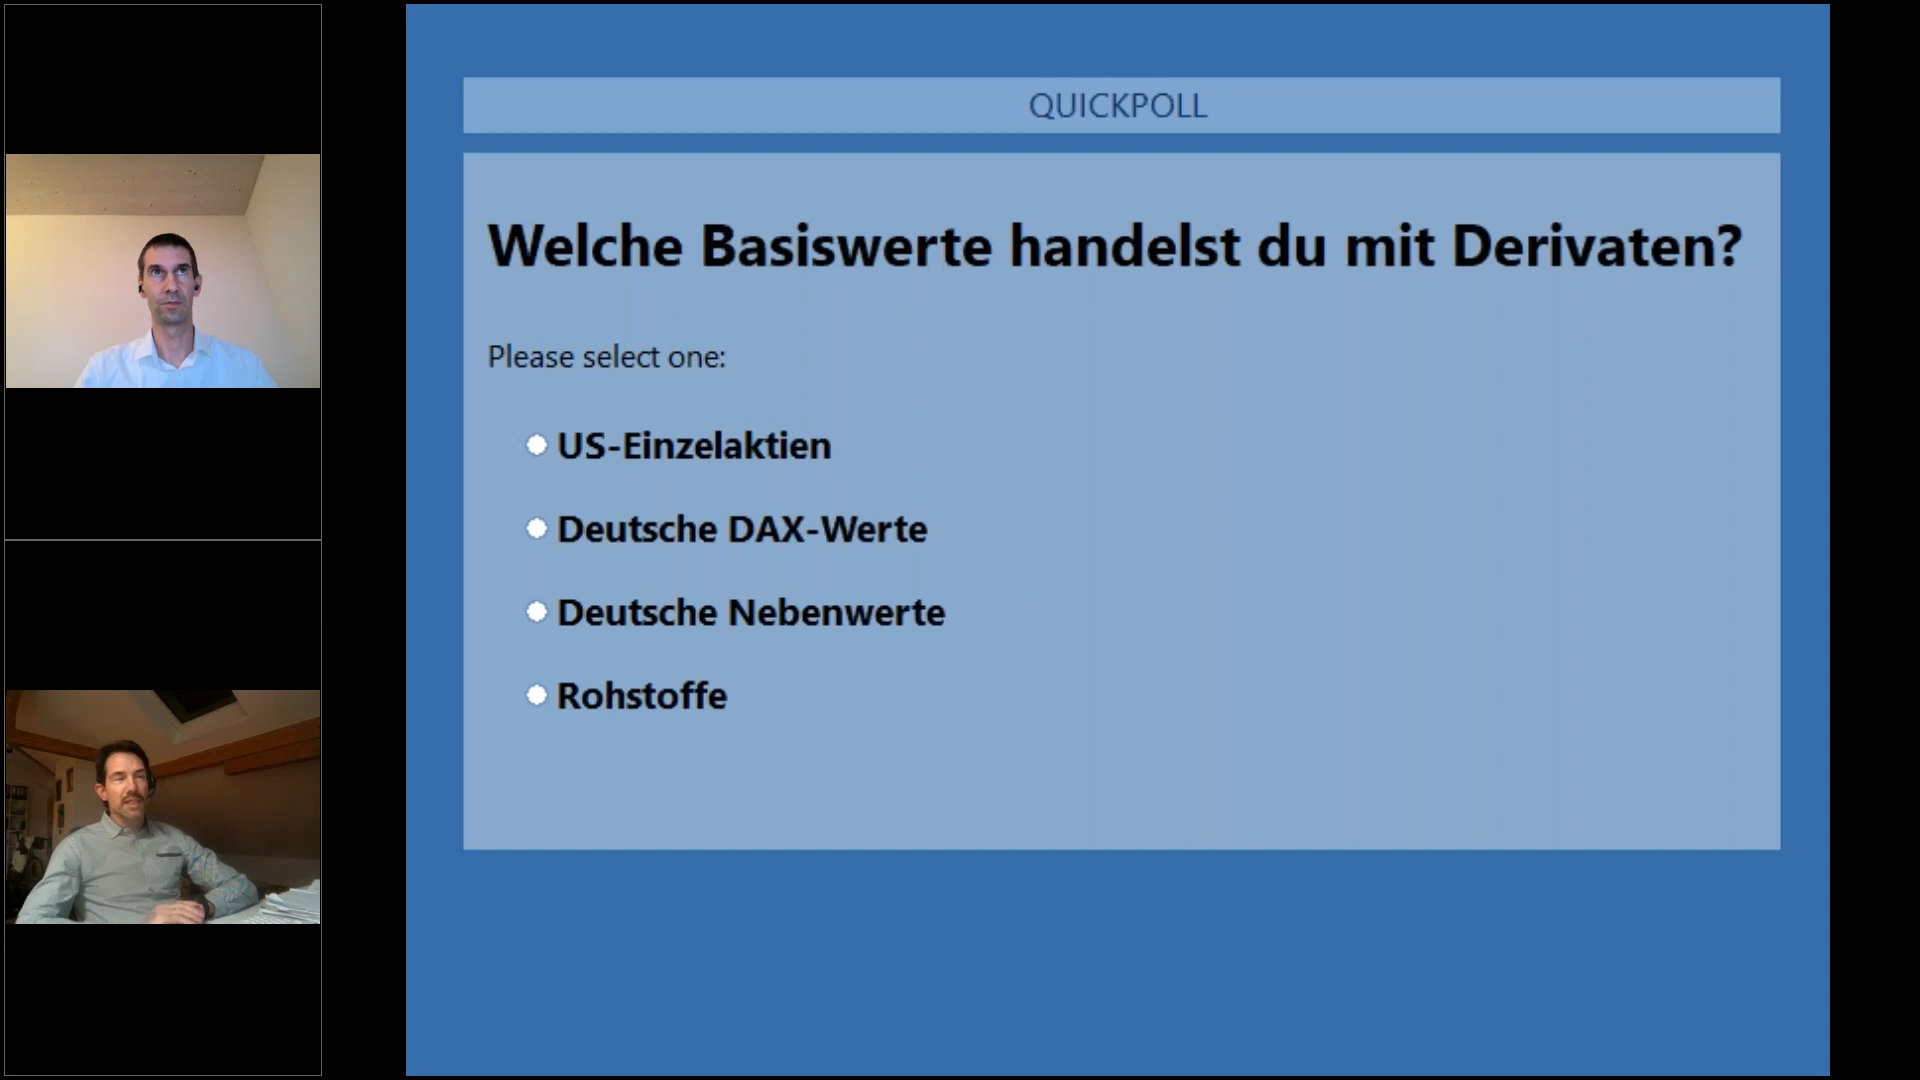 QUICKPOLL
Welche Basiswerte handelst du mit Derivaten?
Please select one:
US-Einzelaktien
Deutsche DAX-Werte
Deutsche Nebenwerte
Rohstoffe